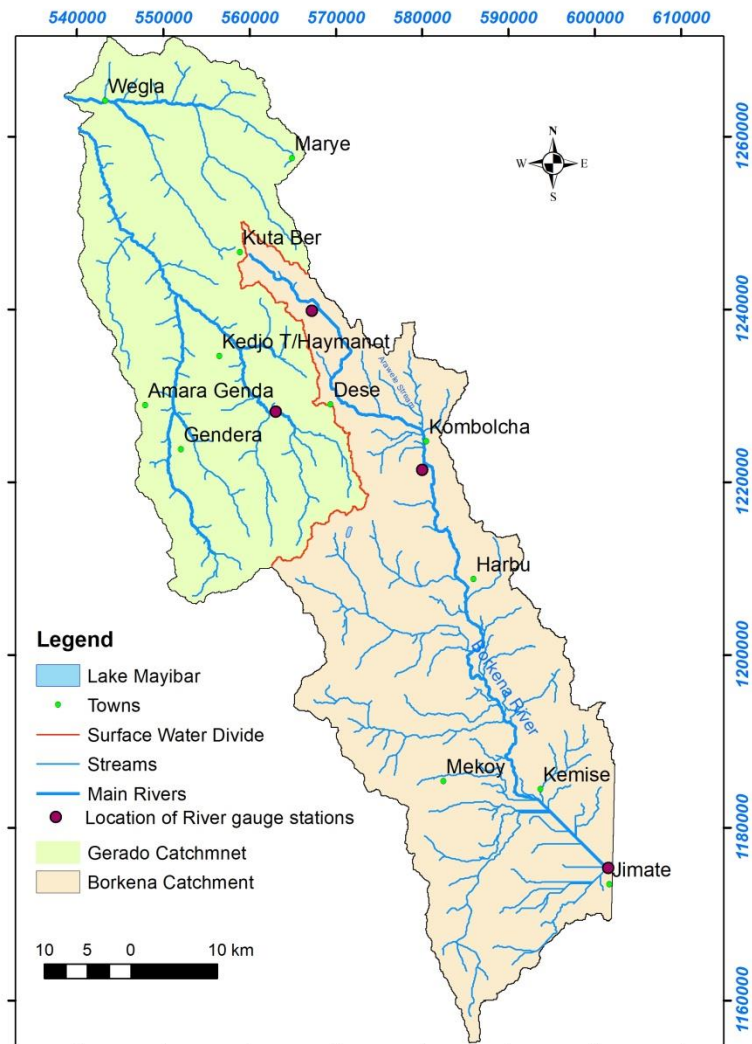 540000 550000 560000 570000 580000 590000 600000 610000
Wegla
1260000
Marye
N
W E
S
Kuta Ber
1240000
Kedjo T/Haymanot
Arawele Stream
Amara Genda
Dese
Gendera
Kombolcha
1220000
Harbu
Legend
Lake Mayibar
Towns
Surface Water Divide
Streams
Main Rivers
Location of River gauge stations
Gerado Catchmnet
Borkena Catchment
1200000
Borkena River
Mekoy
Kemise
1180000
Jimate
10 5 0 10 km
1160000